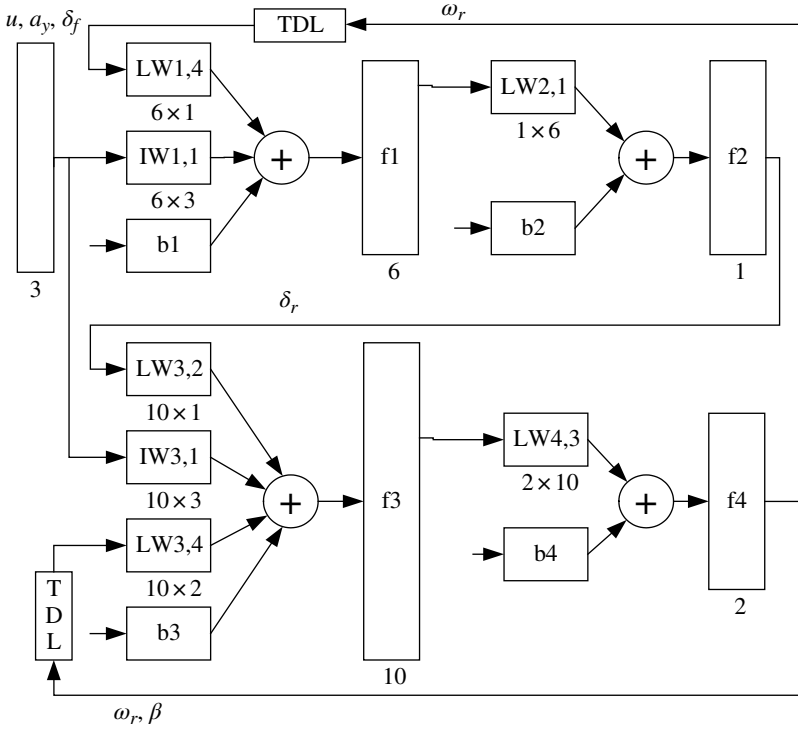 u, a_y, δ_f
TDL
ω_r
LW1,4
6 × 1
IW1,1
6 × 3
b1
3
+
f1
6
LW2,1
1 × 6
b2
+
f2
1
δ_r
LW3,2
10 × 1
IW3,1
10 × 3
LW3,4
10 × 2
b3
T
D
L
+
f3
10
LW4,3
2 × 10
b4
+
f4
2
ω_r, β